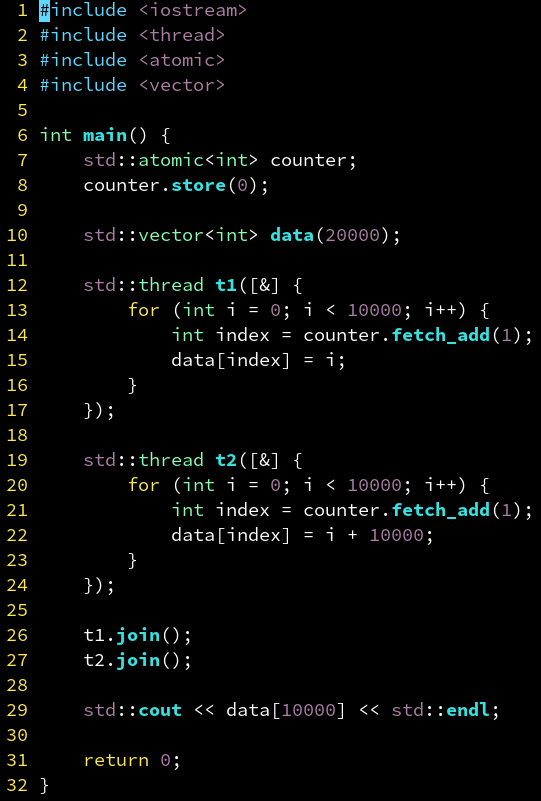 1 #include <iostream>
2 #include <thread>
3 #include <atomic>
4 #include <vector>
5
6 int main() {
7     std::atomic<int> counter;
8     counter.store(0);
9
10     std::vector<int> data(20000);
11
12     std::thread t1([&] {
13         for (int i = 0; i < 10000; i++) {
14             int index = counter.fetch_add(1);
15             data[index] = i;
16         }
17     });
18
19     std::thread t2([&] {
20         for (int i = 0; i < 10000; i++) {
21             int index = counter.fetch_add(1);
22             data[index] = i + 10000;
23         }
24     });
25
26     t1.join();
27     t2.join();
28
29     std::cout << data[10000] << std::endl;
30
31     return 0;
32 }